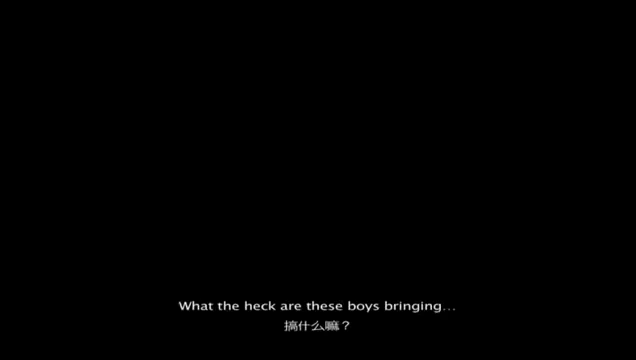 What the heck are these boys bringing...
搞什么嘛？